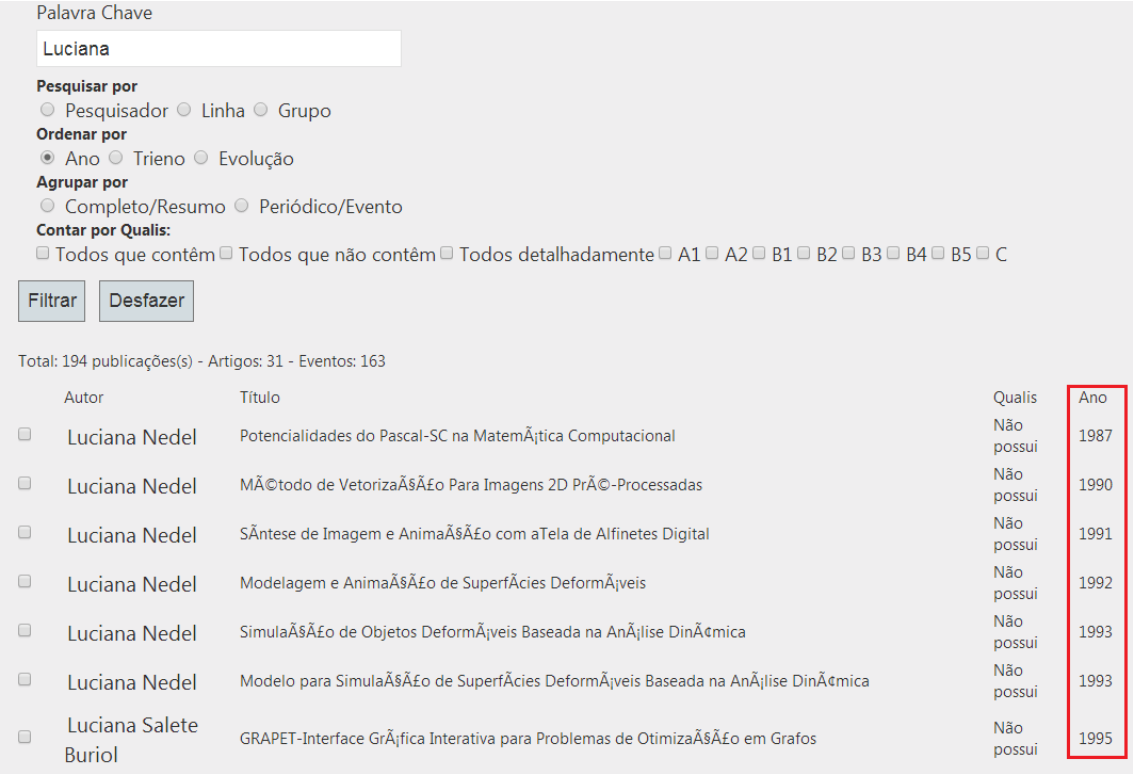 Palavra Chave
Luciana
Pesquisar por
Pesquisador Linha Grupo
Ordenar por
Ano Trieno Evolução
Agrupar por
Completo/Resumo Periódico/Evento
Contar por Qualis:
Todos que contêm Todos que não contêm Todos detalhadamente A1 A2 B1 B2 B3 B4 B5 C
Filtrar Desfazer
Total: 194 publicações(s) - Artigos: 31 - Eventos: 163
Autor Título Qualis Ano
Luciana Nedel Potencialidades do Pascal-SC na MatemÃ¡tica Computacional Não possui 1987
Luciana Nedel MÃ©todo de VetorizaÃ§Ã£o Para Imagens 2D PrÃ©-Processadas Não possui 1990
Luciana Nedel SÃntese de Imagem e AnimaÃ§Ã£o com aTela de Alfinetes Digital Não possui 1991
Luciana Nedel Modelagem e AnimaÃ§Ã£o de SuperfÃcies DeformÃ¡veis Não possui 1992
Luciana Nedel SimulaÃ§Ã£o de Objetos DeformÃ¡veis Baseada na AnÃ¡lise DinÃ¢mica Não possui 1993
Luciana Nedel Modelo para SimulaÃ§Ã£o de SuperfÃcies DeformÃ¡veis Baseada na AnÃ¡lise DinÃ¢mica Não possui 1993
Luciana Salete Buriol GRAPET-Interface GrÃ¡fica Interativa para Problemas de OtimizaÃ§Ã£o em Grafos Não possui 1995